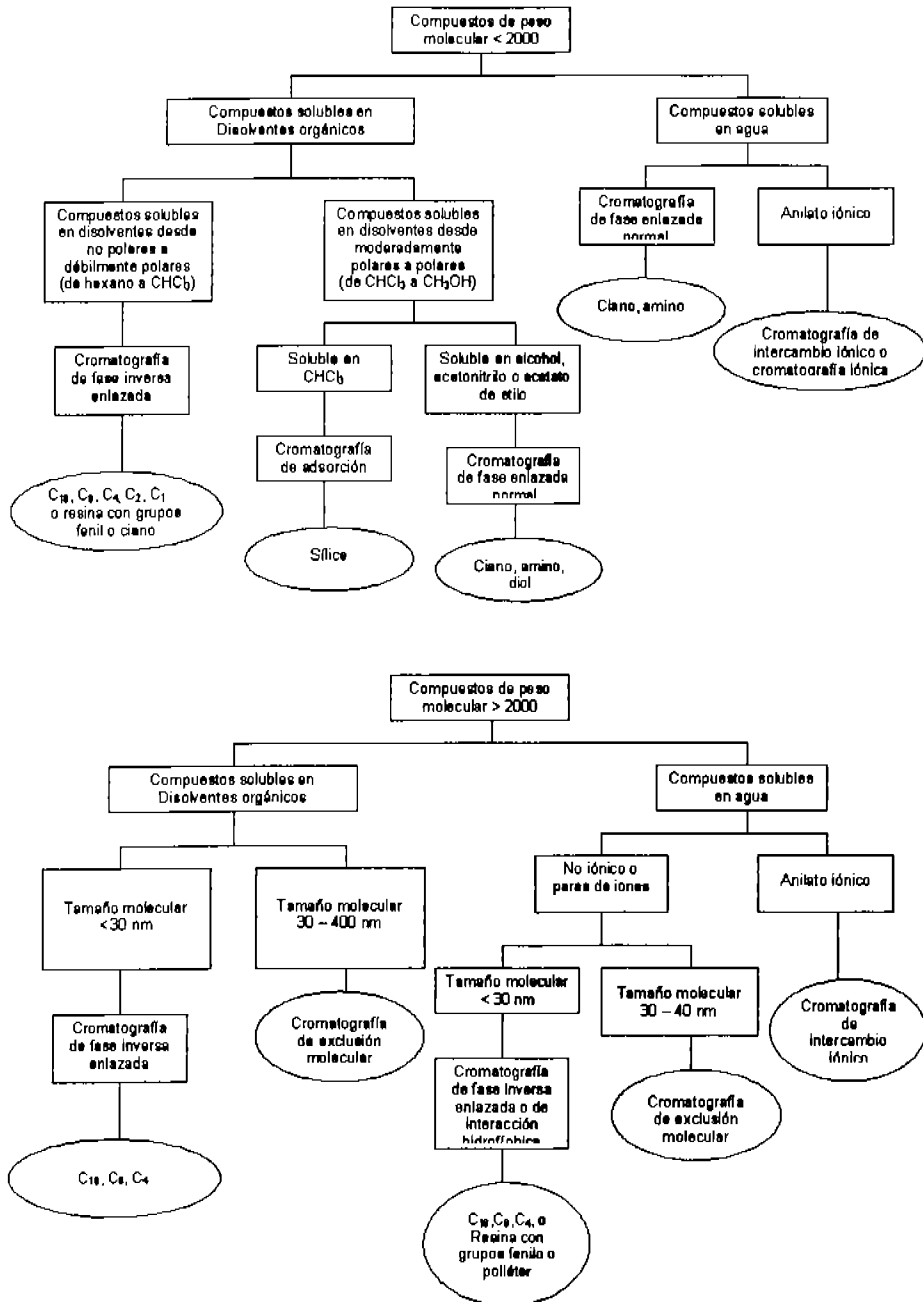 Compuestos de peso
molecular < 2000
Compuestos solubles en
Disolventes orgánicos
Compuestos solubles
en agua
Compuestos solubles
en disolventes desde
no polares a
débilmente polares
(de hexano a CHCl₃)
Compuestos solubles
en disolventes desde
moderadamente
polares a polares
(de CHCl₃ a CH₃OH)
Cromatografía
de fase enlazada
normal
Anilato iónico
Ciano, amino
Cromatografía de
intercambio iónico o
cromatografía iónica
Cromatografía
de fase inversa
enlazada
Soluble en
CHCl₃
Soluble en alcohol,
acetonitrilo o acetato
de etilo
Cromatografía
de adsorción
Cromatografía
de fase enlazada
normal
C₁₈, C₈, C₄, C₂, C₁
o resina con grupos
fenil o ciano
Sílice
Ciano, amino,
diol
Compuestos de peso
molecular > 2000
Compuestos solubles en
Disolventes orgánicos
Compuestos solubles
en agua
Tamaño molecular
<30 nm
Tamaño molecular
30 – 400 nm
No iónico o
pares de iones
Anilato iónico
Tamaño molecular
< 30 nm
Tamaño molecular
30 – 40 nm
Cromatografía
de fase inversa
enlazada
Cromatografía
de exclusión
molecular
Cromatografía
de
intercambio
iónico
Cromatografía
de fase inversa
enlazada o de
interacción
hidrofóbica
Cromatografía
de exclusión
molecular
C₁₈, C₈, C₄
C₁₈,C₈,C₄, o
Resina con
grupos fenilo o
poliéter